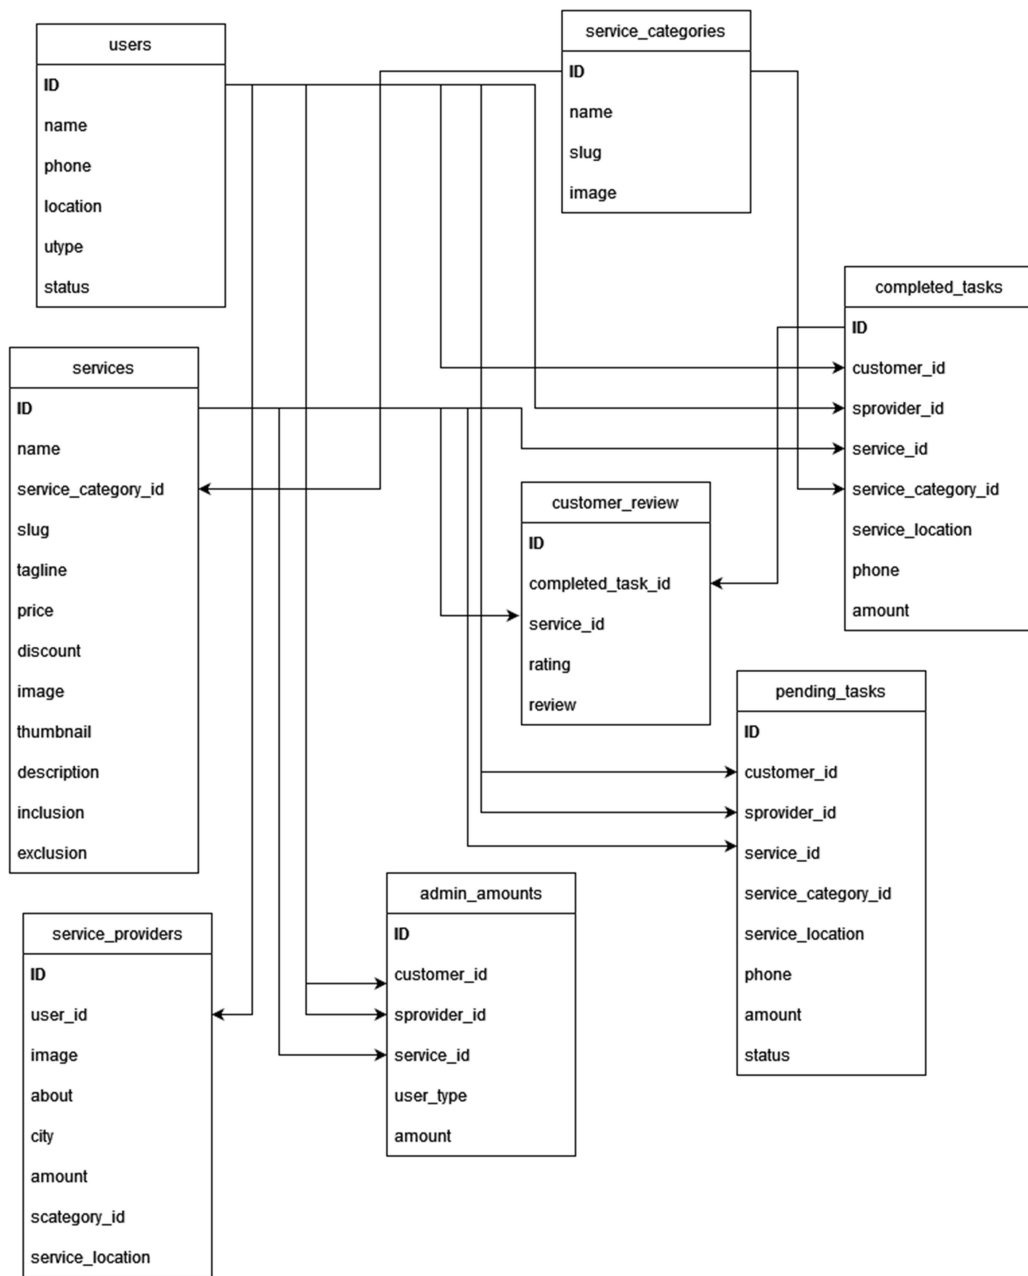 users
ID
name
phone
location
utype
status
service_categories
ID
name
slug
image
completed_tasks
ID
customer_id
sprovider_id
service_id
service_category_id
service_location
phone
amount
services
ID
name
service_category_id
slug
tagline
price
discount
image
thumbnail
description
inclusion
exclusion
customer_review
ID
completed_task_id
service_id
rating
review
pending_tasks
ID
customer_id
sprovider_id
service_id
service_category_id
service_location
phone
amount
status
admin_amounts
ID
customer_id
sprovider_id
service_id
user_type
amount
service_providers
ID
user_id
image
about
city
amount
scategory_id
service_location